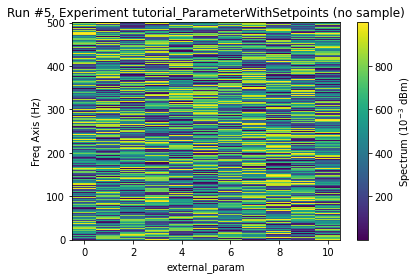 Run #5, Experiment tutorial_ParameterWithSetpoints (no sample)
500
400
300
200
100
0
Freq Axis (Hz)
0 2 4 6 8 10
external_param
800
600
400
200
Spectrum (10⁻³ dBm)